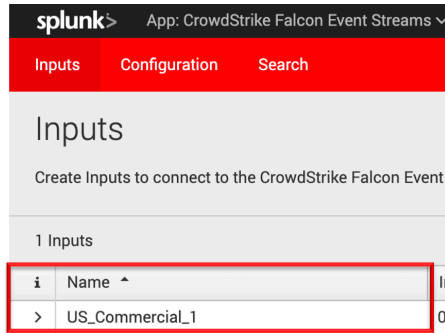 splunk> App: CrowdStrike Falcon Event Streams
Inputs Configuration Search
Inputs
Create Inputs to connect to the CrowdStrike Falcon Event
1 Inputs
i Name
> US_Commercial_1